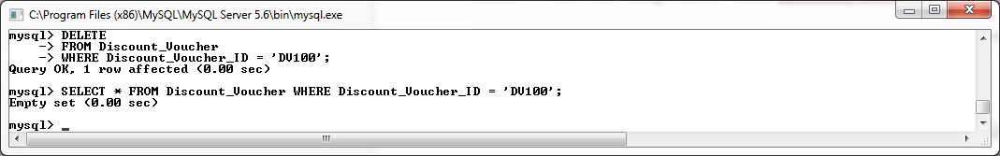 C:\Program Files (x86)\MySQL\MySQL Server 5.6\bin\mysql.exe
mysql> DELETE
    -> FROM Discount_Voucher
    -> WHERE Discount_Voucher_ID = 'DV100';
Query OK, 1 row affected (0.00 sec)
mysql> SELECT * FROM Discount_Voucher WHERE Discount_Voucher_ID = 'DV100';
Empty set (0.00 sec)
mysql> _